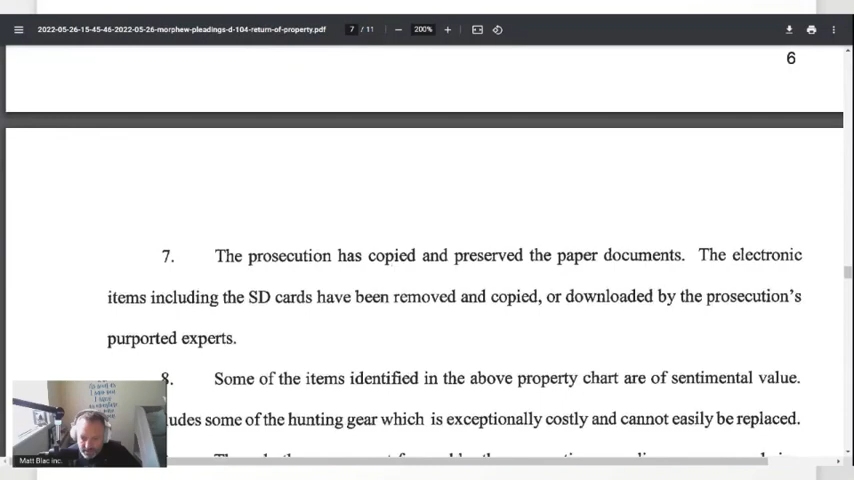 2022-05-26-15-45-46-2022-05-26-morphew-pleadings-d-104-return-of-property.pdf 7 / 11 — 200% +
6
7. The prosecution has copied and preserved the paper documents. The electronic
items including the SD cards have been removed and copied, or downloaded by the prosecution's
purported experts.
8. Some of the items identified in the above property chart are of sentimental value.
udes some of the hunting gear which is exceptionally costly and cannot easily be replaced.
Matt Blac Inc.